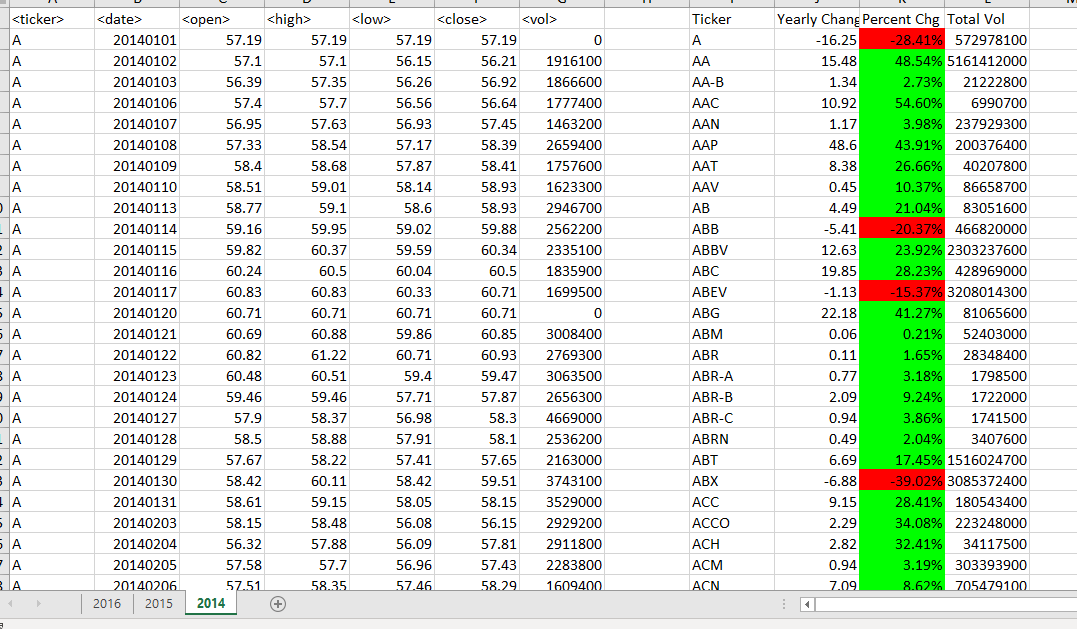 <ticker> <date> <open> <high> <low> <close> <vol> Ticker Yearly Chang Percent Chg Total Vol
A 20140101 57.19 57.19 57.19 57.19 0 A -16.25 -28.41% 572978100
A 20140102 57.1 57.1 56.15 56.21 1916100 AA 15.48 48.54% 5161412000
A 20140103 56.39 57.35 56.26 56.92 1866600 AA-B 1.34 2.73% 21222800
A 20140106 57.4 57.7 56.56 56.64 1777400 AAC 10.92 54.60% 6990700
A 20140107 56.95 57.63 56.93 57.45 1463200 AAN 1.17 3.98% 237929300
A 20140108 57.33 58.54 57.17 58.39 2659400 AAP 48.6 43.91% 200376400
A 20140109 58.4 58.68 57.87 58.41 1757600 AAT 8.38 26.66% 40207800
A 20140110 58.51 59.01 58.14 58.93 1623300 AAV 0.45 10.37% 86658700
A 20140113 58.77 59.1 58.6 58.93 2946700 AB 4.49 21.04% 83051600
A 20140114 59.16 59.95 59.02 59.88 2562200 ABB -5.41 -20.37% 466820000
A 20140115 59.82 60.37 59.59 60.34 2335100 ABBV 12.63 23.92% 2303237600
A 20140116 60.24 60.5 60.04 60.5 1835900 ABC 19.85 28.23% 428969000
A 20140117 60.83 60.83 60.33 60.71 1699500 ABEV -1.13 -15.37% 3208014300
A 20140120 60.71 60.71 60.71 60.71 0 ABG 22.18 41.27% 81065600
A 20140121 60.69 60.88 59.86 60.85 3008400 ABM 0.06 0.21% 52403000
A 20140122 60.82 61.22 60.71 60.93 2769300 ABR 0.11 1.65% 28348400
A 20140123 60.48 60.51 59.4 59.47 3063500 ABR-A 0.77 3.18% 1798500
A 20140124 59.46 59.46 57.71 57.87 2656300 ABR-B 2.09 9.24% 1722000
A 20140127 57.9 58.37 56.98 58.3 4669000 ABR-C 0.94 3.86% 1741500
A 20140128 58.5 58.88 57.91 58.1 2536200 ABRN 0.49 2.04% 3407600
A 20140129 57.67 58.22 57.41 57.65 2163000 ABT 6.69 17.45% 1516024700
A 20140130 58.42 60.11 58.42 59.51 3743100 ABX -6.88 -39.02% 3085372400
A 20140131 58.61 59.15 58.05 58.15 3529000 ACC 9.15 28.41% 180543400
A 20140203 58.15 58.48 56.08 56.15 2929200 ACCO 2.29 34.08% 223248000
A 20140204 56.32 57.88 56.09 57.81 2911800 ACH 2.82 32.41% 34117500
A 20140205 57.58 57.7 56.96 57.43 2283800 ACM 0.94 3.19% 303393900
A 20140206 57.51 58.35 57.46 58.29 1609400 ACN 7.09 8.62% 705479100
2016 2015 2014